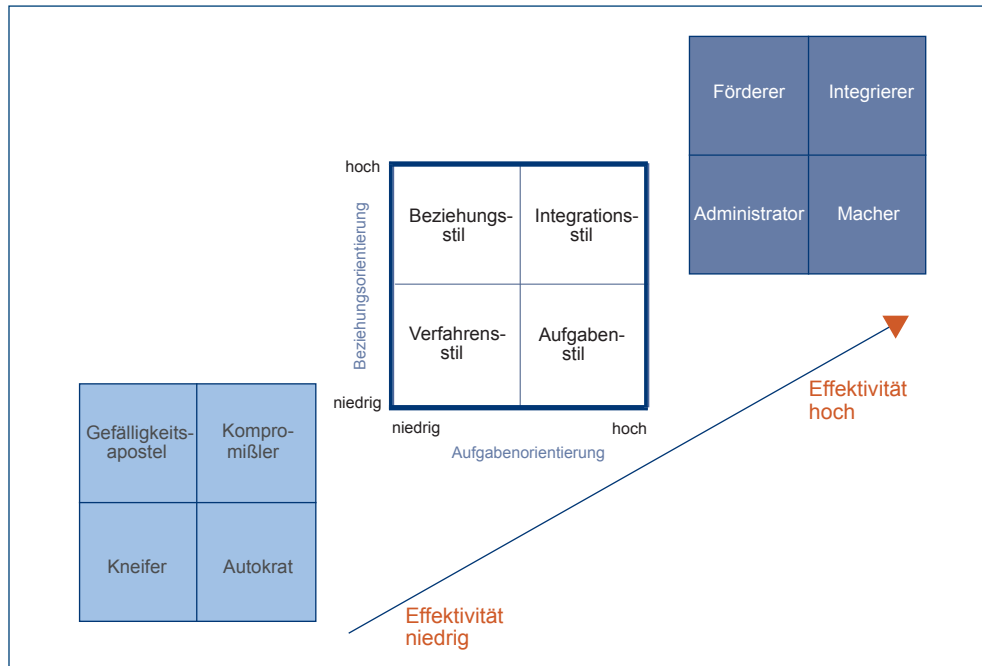 Förderer
Integrierer
Administrator
Macher
hoch
Beziehungsorientierung
Beziehungs-
stil
Integrations-
stil
Verfahrens-
stil
Aufgaben-
stil
niedrig
niedrig
hoch
Aufgabenorientierung
Effektivität
hoch
Gefälligkeits-
apostel
Kompro-
mißler
Kneifer
Autokrat
Effektivität
niedrig